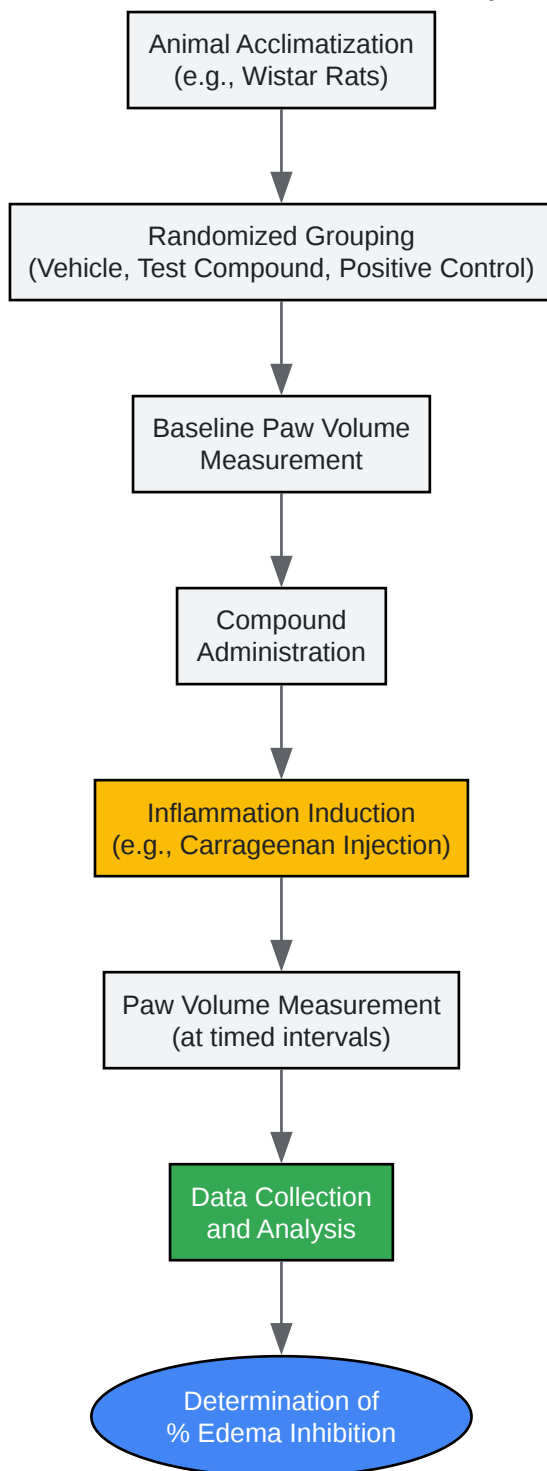 Animal Acclimatization
(e.g., Wistar Rats)
Randomized Grouping
(Vehicle, Test Compound, Positive Control)
Baseline Paw Volume
Measurement
Compound
Administration
Inflammation Induction
(e.g., Carrageenan Injection)
Paw Volume Measurement
(at timed intervals)
Data Collection
and Analysis
Determination of
% Edema Inhibition